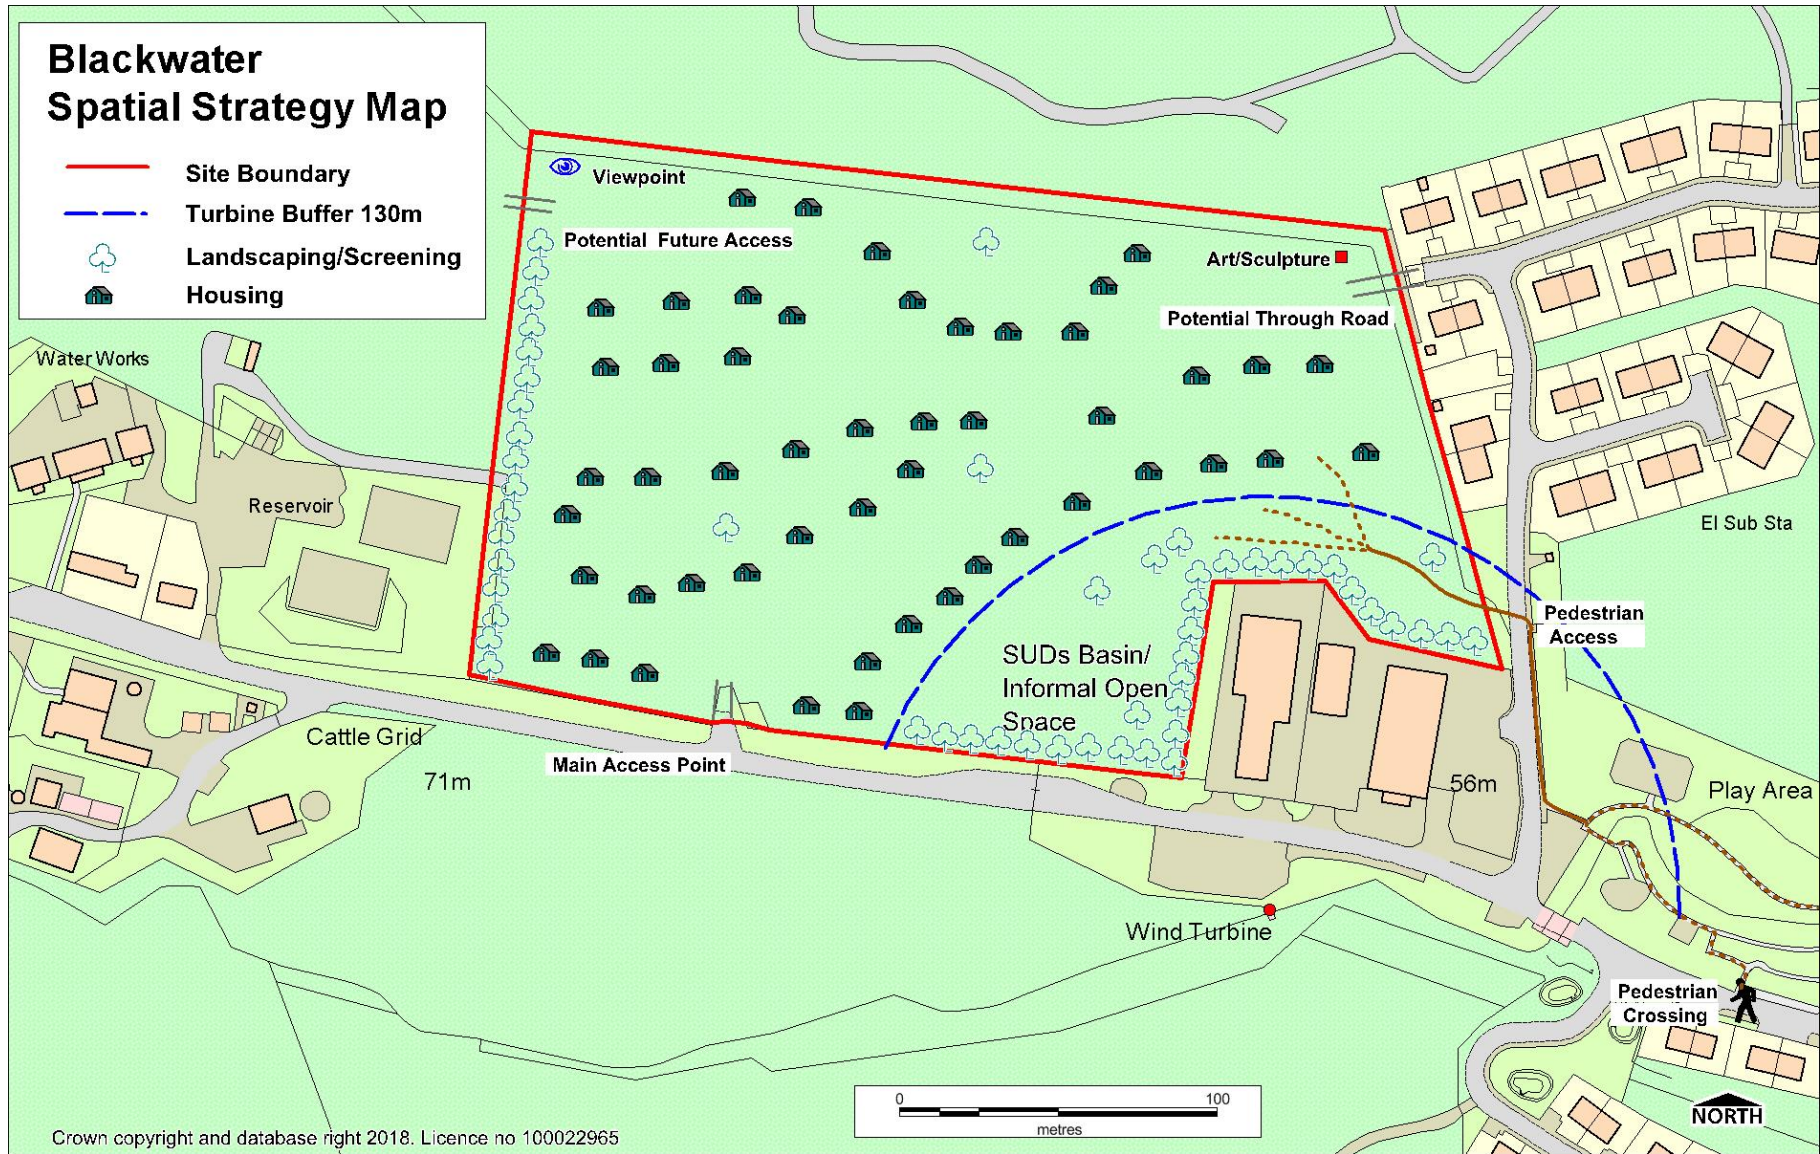 Blackwater
Spatial Strategy Map
Site Boundary
Turbine Buffer 130m
Landscaping/Screening
Housing
Viewpoint
Potential Future Access
Art/Sculpture
Potential Through Road
Water Works
Reservoir
El Sub Sta
Pedestrian
Access
SUDs Basin/
Informal Open
Space
Cattle Grid
Main Access Point
71m
56m
Play Area
Wind Turbine
Pedestrian
Crossing
0 100
metres
NORTH
Crown copyright and database right 2018. Licence no 100022965